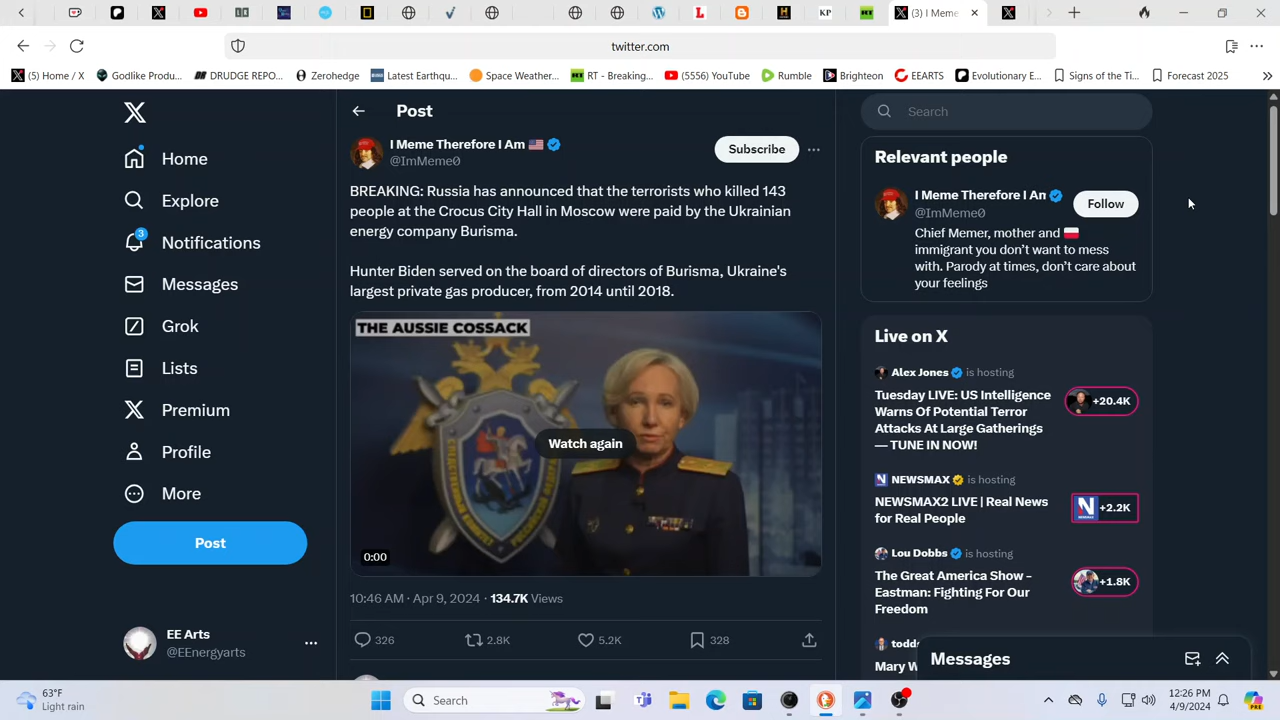 (3) I Meme
twitter.com
(5) Home / X
Godlike Produ...
DRUDGE REPO...
Zerohedge
Latest Earthqu...
Space Weather...
RT - Breaking...
(5556) YouTube
Rumble
Brighteon
EEARTS
Evolutionary E...
Signs of the Ti...
Forecast 2025
Home
Explore
3
Notifications
Messages
Grok
Lists
Premium
Profile
More
Post
EE Arts
@EEnergyarts
Post
I Meme Therefore I Am
@ImMeme0
Subscribe
BREAKING: Russia has announced that the terrorists who killed 143
people at the Crocus City Hall in Moscow were paid by the Ukrainian
energy company Burisma.
Hunter Biden served on the board of directors of Burisma, Ukraine's
largest private gas producer, from 2014 until 2018.
THE AUSSIE COSSACK
Watch again
0:00
10:46 AM · Apr 9, 2024 · 134.7K Views
326 2.8K 5.2K 328
Search
Relevant people
I Meme Therefore I Am
@ImMeme0
Follow
Chief Memer, mother and
immigrant you don't want to mess
with. Parody at times, don't care about
your feelings
Live on X
Alex Jones is hosting
Tuesday LIVE: US Intelligence
Warns Of Potential Terror
Attacks At Large Gatherings
— TUNE IN NOW!
+20.4K
NEWSMAX is hosting
NEWSMAX2 LIVE | Real News
for Real People
+2.2K
Lou Dobbs is hosting
The Great America Show -
Eastman: Fighting For Our
Freedom
+1.8K
Messages
63°F
Light rain
Search
12:26 PM
4/9/2024